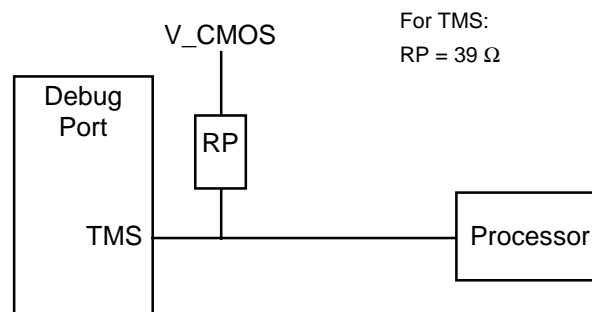 V_CMOS
For TMS:
RP = 39 Ω
Debug
Port
RP
TMS
Processor